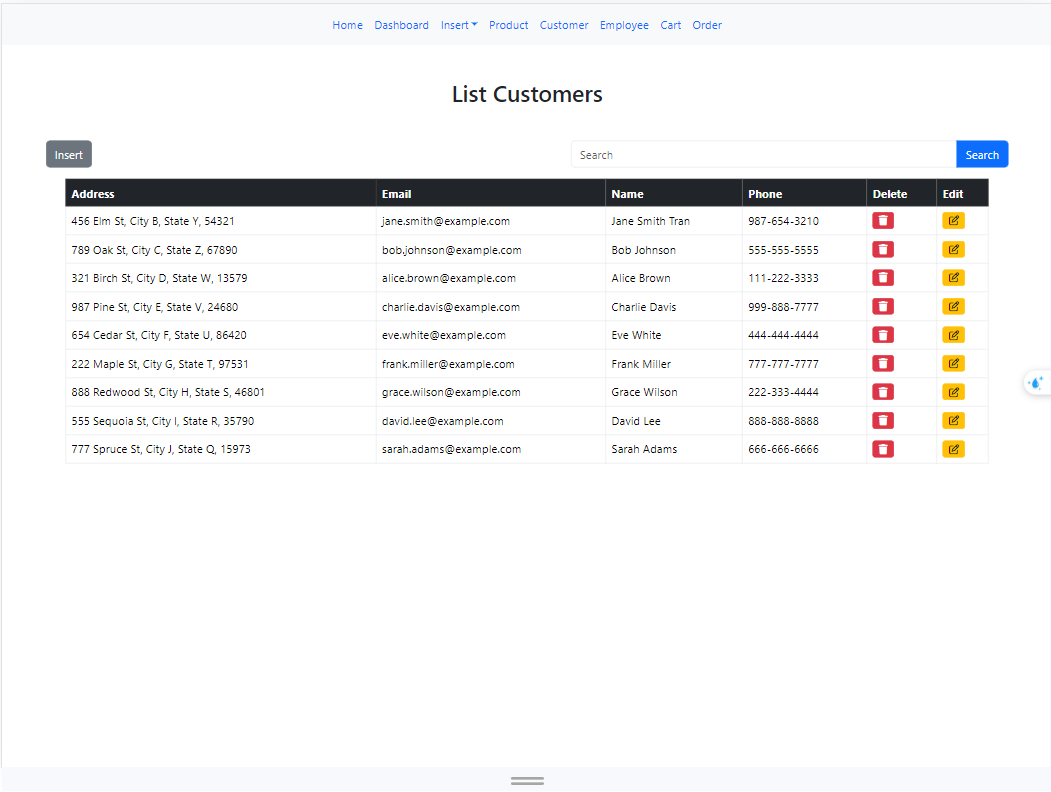 Home Dashboard Insert Product Customer Employee Cart Order
List Customers
Insert Search Search
Address Email Name Phone Delete Edit
456 Elm St, City B, State Y, 54321 jane.smith@example.com Jane Smith Tran 987-654-3210
789 Oak St, City C, State Z, 67890 bob.johnson@example.com Bob Johnson 555-555-5555
321 Birch St, City D, State W, 13579 alice.brown@example.com Alice Brown 111-222-3333
987 Pine St, City E, State V, 24680 charlie.davis@example.com Charlie Davis 999-888-7777
654 Cedar St, City F, State U, 86420 eve.white@example.com Eve White 444-444-4444
222 Maple St, City G, State T, 97531 frank.miller@example.com Frank Miller 777-777-7777
888 Redwood St, City H, State S, 46801 grace.wilson@example.com Grace Wilson 222-333-4444
555 Sequoia St, City I, State R, 35790 david.lee@example.com David Lee 888-888-8888
777 Spruce St, City J, State Q, 15973 sarah.adams@example.com Sarah Adams 666-666-6666